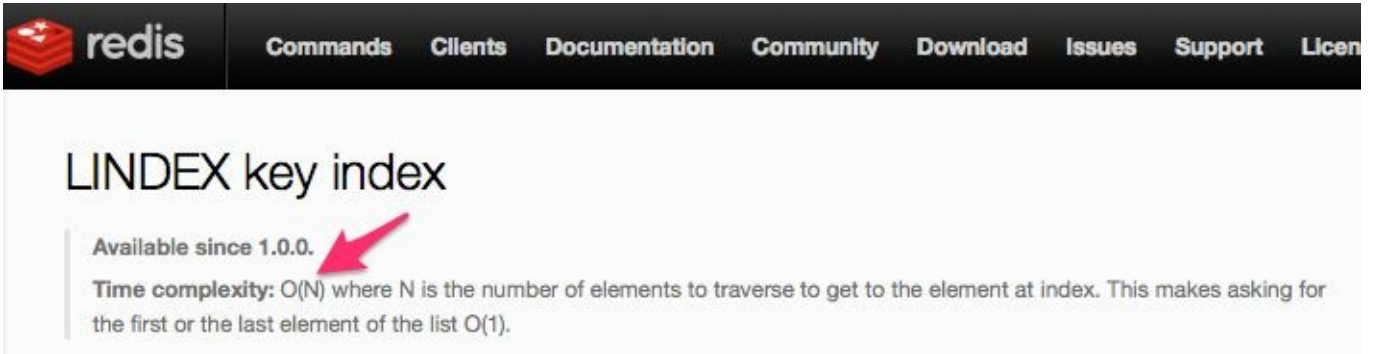 redis Commands Clients Documentation Community Download Issues Support Licen
LINDEX key index
Available since 1.0.0.
Time complexity: O(N) where N is the number of elements to traverse to get to the element at index. This makes asking for
the first or the last element of the list O(1).